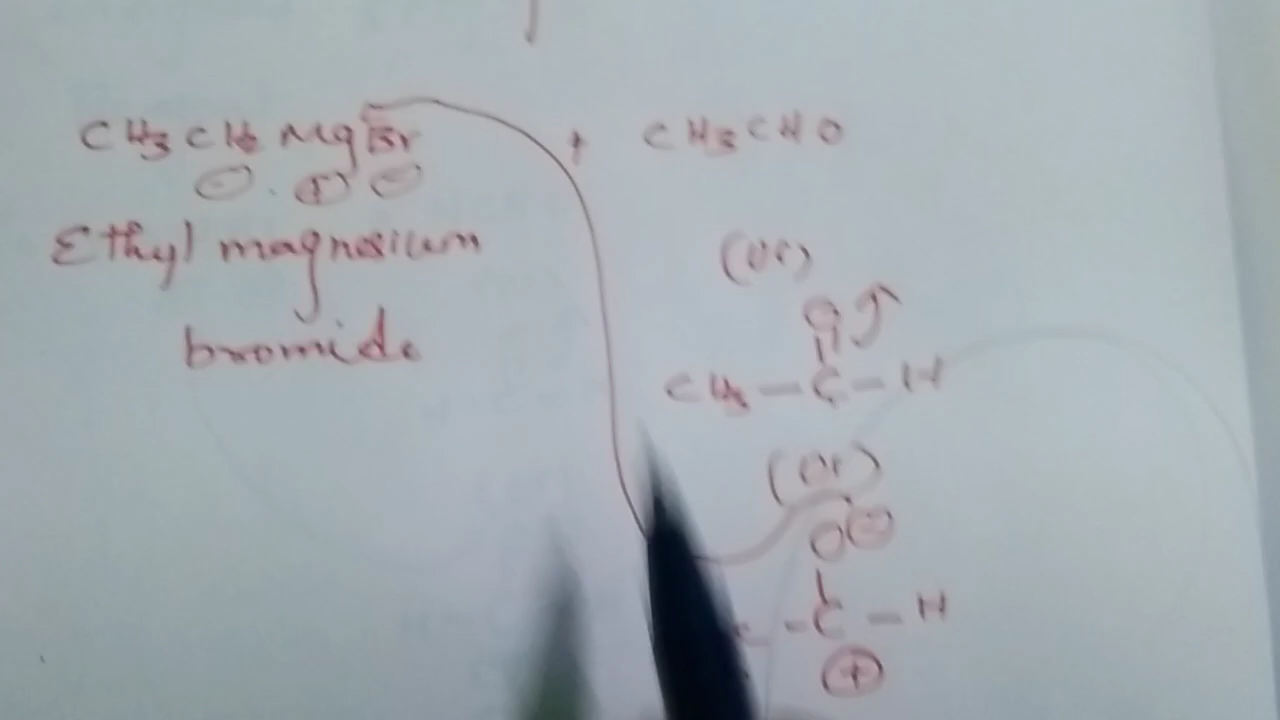 CH3CH2MgBr + CH3CHO
⊖ ⊕ ⊖
Ethyl magnesium
bromide
(or)
O
||
CH3 – C – H
(or)
O⊖
|
– C – H
⊕